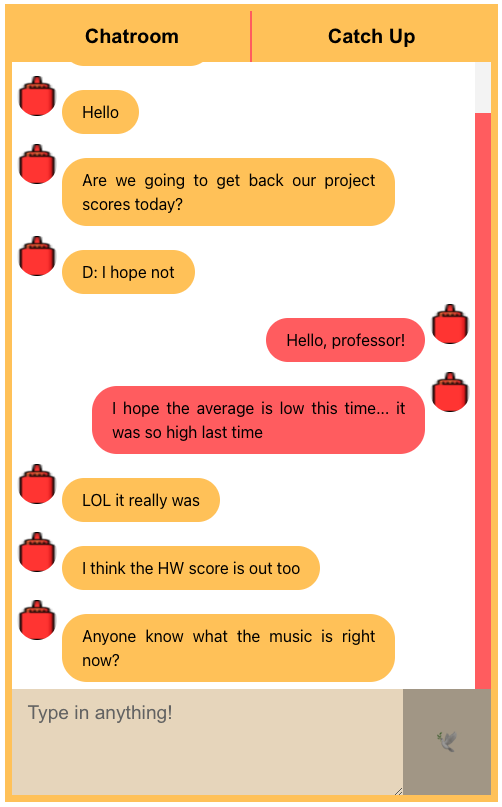 Chatroom
Catch Up
Hello
Are we going to get back our project
scores today?
D: I hope not
Hello, professor!
I hope the average is low this time... it
was so high last time
LOL it really was
I think the HW score is out too
Anyone know what the music is right
now?
Type in anything!